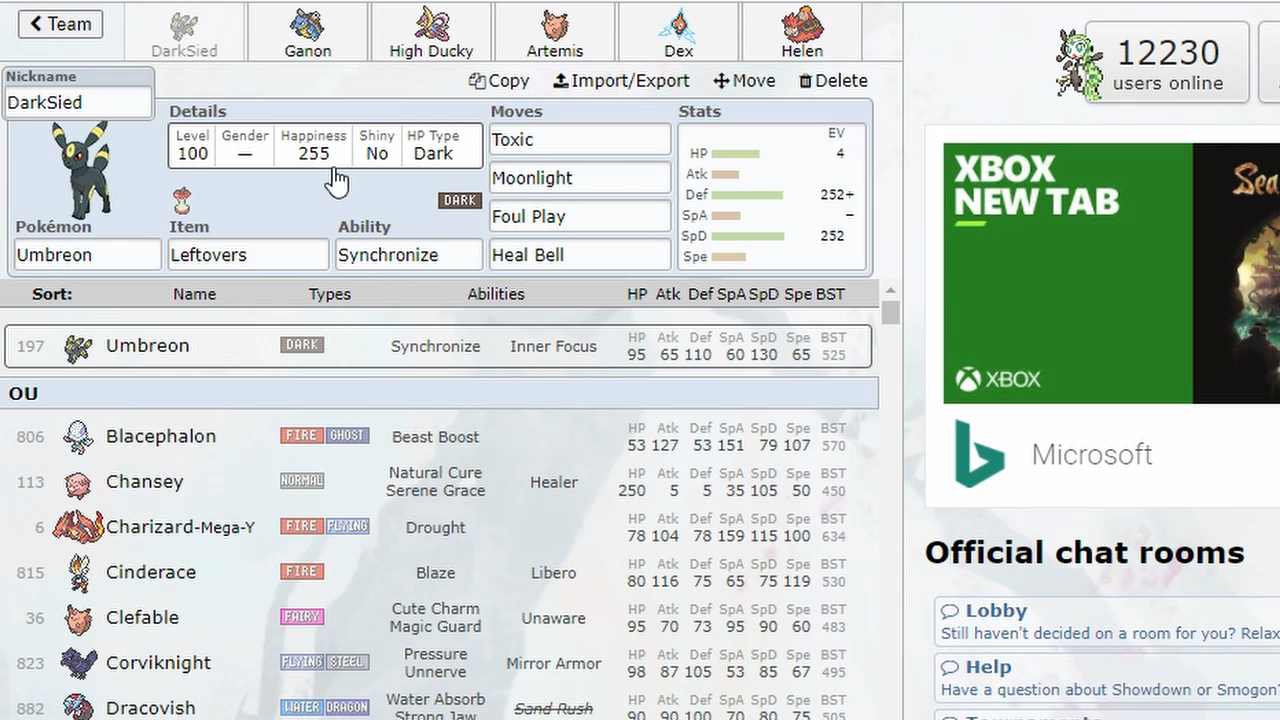 Team
DarkSied
Ganon
High Ducky
Artemis
Dex
Helen
12230
users online
Nickname
DarkSied
Copy
Import/Export
Move
Delete
Details
Moves
Stats
Level
Gender
Happiness
Shiny
HP Type
100
—
255
No
Dark
Toxic
Moonlight
Foul Play
Heal Bell
EV
HP 4
Atk
Def 252+
SpA –
SpD 252
Spe
DARK
Pokémon
Item
Ability
Umbreon
Leftovers
Synchronize
XBOX
NEW TAB
XBOX
Microsoft
Sort: Name Types Abilities HP Atk Def SpA SpD Spe BST
197 Umbreon DARK Synchronize Inner Focus
HP Atk Def SpA SpD Spe BST
95 65 110 60 130 65 525
OU
806 Blacephalon FIRE GHOST Beast Boost
HP Atk Def SpA SpD Spe BST
53 127 53 151 79 107 570
113 Chansey NORMAL Natural Cure
Serene Grace Healer
HP Atk Def SpA SpD Spe BST
250 5 5 35 105 50 450
6 Charizard-Mega-Y FIRE FLYING Drought
HP Atk Def SpA SpD Spe BST
78 104 78 159 115 100 634
815 Cinderace FIRE Blaze Libero
HP Atk Def SpA SpD Spe BST
80 116 75 65 75 119 530
36 Clefable FAIRY Cute Charm
Magic Guard Unaware
HP Atk Def SpA SpD Spe BST
95 70 73 95 90 60 483
823 Corviknight FLYING STEEL Pressure
Unnerve Mirror Armor
HP Atk Def SpA SpD Spe BST
98 87 105 53 85 67 495
882 Dracovish WATER DRAGON Water Absorb
Strong Jaw Sand Rush
HP Atk Def SpA SpD Spe BST
90 90 100 70 80 75 505
Official chat rooms
Lobby
Still haven't decided on a room for you? Relax
Help
Have a question about Showdown or Smogon?
Tournaments